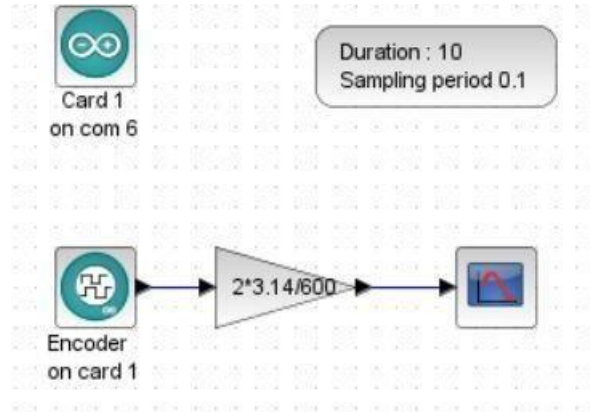 Card 1
on com 6
Duration : 10
Sampling period 0.1
2*3.14/600
Encoder
on card 1